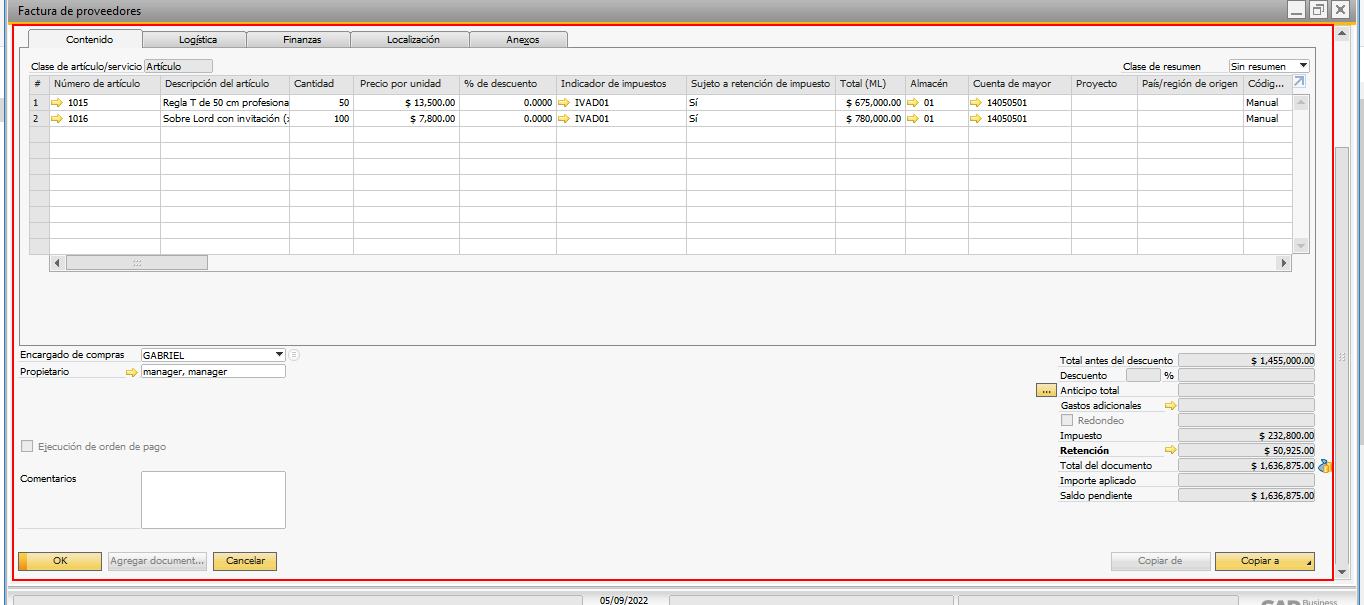 Factura de proveedores
Contenido Logística Finanzas Localización Anexos
Clase de artículo/servicio Artículo Clase de resumen Sin resumen
# Número de artículo Descripción del artículo Cantidad Precio por unidad % de descuento Indicador de impuestos Sujeto a retención de impuesto Total (ML) Almacén Cuenta de mayor Proyecto País/región de origen Códig...
1 1015 Regla T de 50 cm profesiona 50 $ 13,500.00 0.0000 IVAD01 Sí $ 675,000.00 01 14050501 Manual
2 1016 Sobre Lord con invitación (x 100 $ 7,800.00 0.0000 IVAD01 Sí $ 780,000.00 01 14050501 Manual
Encargado de compras GABRIEL
Propietario manager, manager
Total antes del descuento $ 1,455,000.00
Descuento %
... Anticipo total
Gastos adicionales
Redondeo
Impuesto $ 232,800.00
Retención $ 50,925.00
Total del documento $ 1,636,875.00
Importe aplicado
Saldo pendiente $ 1,636,875.00
Ejecución de orden de pago
Comentarios
OK Agregar document... Cancelar Copiar de Copiar a
05/09/2022
Business